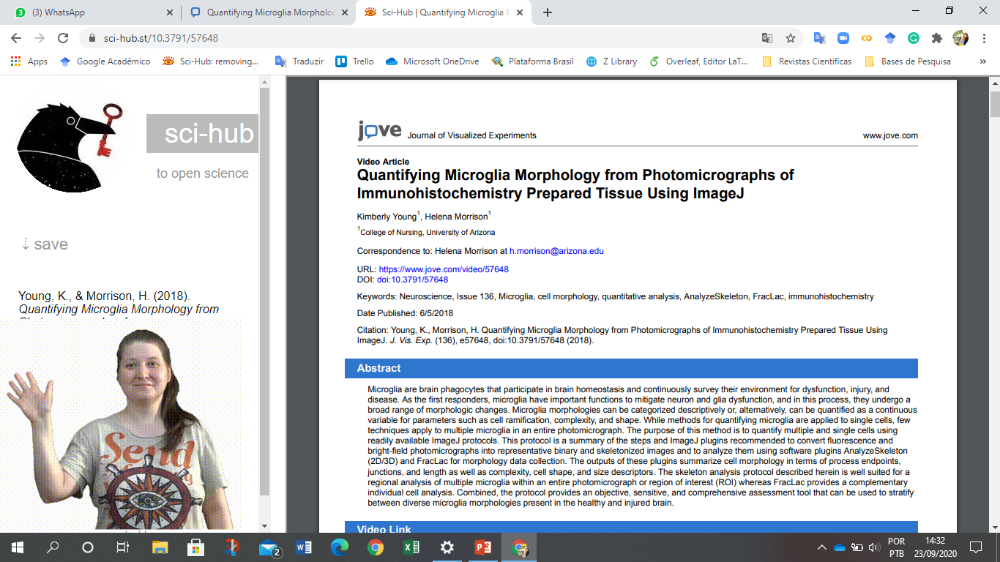 (3) WhatsApp
Quantifying Microglia Morpholog
Sci-Hub | Quantifying Microglia M
sci-hub.st/10.3791/57648
Apps
Google Acadêmico
Sci-Hub: removing...
Traduzir
Trello
Microsoft OneDrive
Plataforma Brasil
Z Library
Overleaf, Editor LaT...
Revistas Científicas
Bases de Pesquisa
sci-hub
to open science
⇣ save
Young, K., & Morrison, H. (2018).
Quantifying Microglia Morphology from
Send
jove Journal of Visualized Experiments
www.jove.com
Video Article
Quantifying Microglia Morphology from Photomicrographs of
Immunohistochemistry Prepared Tissue Using ImageJ
Kimberly Young1, Helena Morrison1
1College of Nursing, University of Arizona
Correspondence to: Helena Morrison at h.morrison@arizona.edu
URL: https://www.jove.com/video/57648
DOI: doi:10.3791/57648
Keywords: Neuroscience, Issue 136, Microglia, cell morphology, quantitative analysis, AnalyzeSkeleton, FracLac, immunohistochemistry
Date Published: 6/5/2018
Citation: Young, K., Morrison, H. Quantifying Microglia Morphology from Photomicrographs of Immunohistochemistry Prepared Tissue Using
ImageJ. J. Vis. Exp. (136), e57648, doi:10.3791/57648 (2018).
Abstract
Microglia are brain phagocytes that participate in brain homeostasis and continuously survey their environment for dysfunction, injury, and
disease. As the first responders, microglia have important functions to mitigate neuron and glia dysfunction, and in this process, they undergo a
broad range of morphologic changes. Microglia morphologies can be categorized descriptively or, alternatively, can be quantified as a continuous
variable for parameters such as cell ramification, complexity, and shape. While methods for quantifying microglia are applied to single cells, few
techniques apply to multiple microglia in an entire photomicrograph. The purpose of this method is to quantify multiple and single cells using
readily available ImageJ protocols. This protocol is a summary of the steps and ImageJ plugins recommended to convert fluorescence and
bright-field photomicrographs into representative binary and skeletonized images and to analyze them using software plugins AnalyzeSkeleton
(2D/3D) and FracLac for morphology data collection. The outputs of these plugins summarize cell morphology in terms of process endpoints,
junctions, and length as well as complexity, cell shape, and size descriptors. The skeleton analysis protocol described herein is well suited for a
regional analysis of multiple microglia within an entire photomicrograph or region of interest (ROI) whereas FracLac provides a complementary
individual cell analysis. Combined, the protocol provides an objective, sensitive, and comprehensive assessment tool that can be used to stratify
between diverse microglia morphologies present in the healthy and injured brain.
Video Link
2
POR
PTB
14:32
23/09/2020